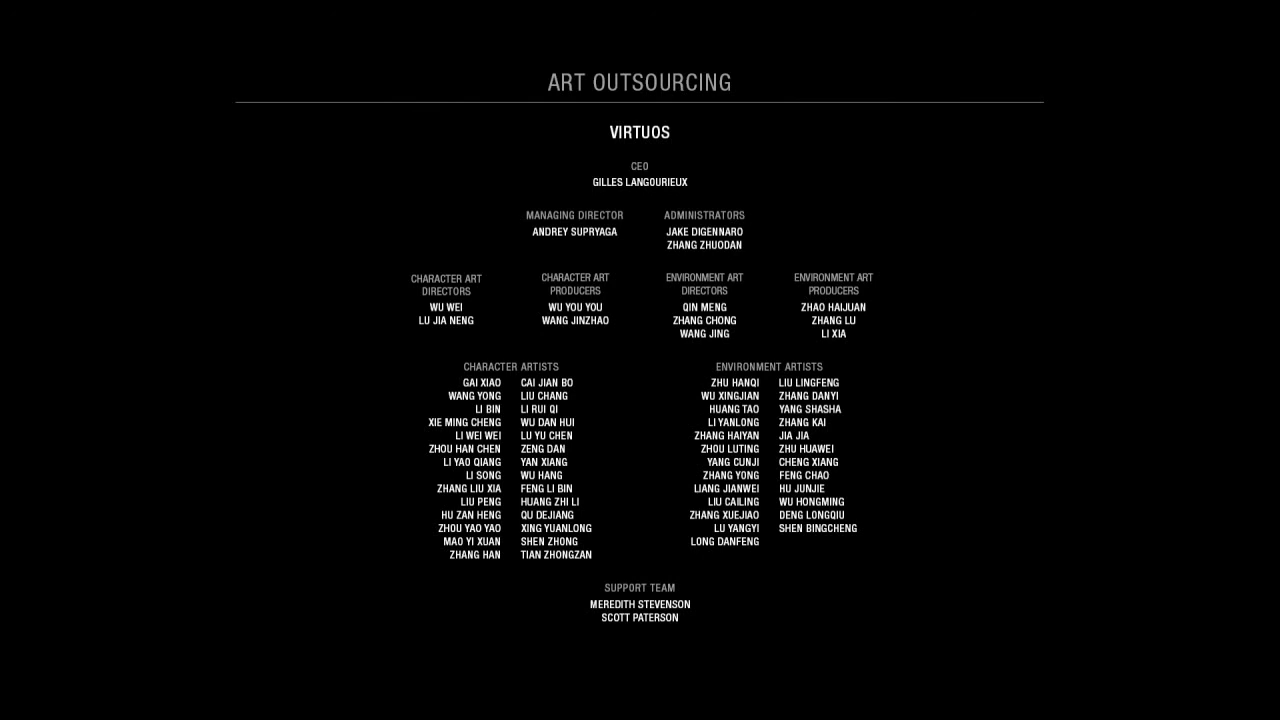 ART OUTSOURCING
VIRTUOS
CEO
GILLES LANGOURIEUX
MANAGING DIRECTOR
ANDREY SUPRYAGA
ADMINISTRATORS
JAKE DIGENNARO
ZHANG ZHUODAN
CHARACTER ART
DIRECTORS
WU WEI
LU JIA NENG
CHARACTER ART
PRODUCERS
WU YOU YOU
WANG JINZHAO
ENVIRONMENT ART
DIRECTORS
QIN MENG
ZHANG CHONG
WANG JING
ENVIRONMENT ART
PRODUCERS
ZHAO HAIJUAN
ZHANG LU
LI XIA
CHARACTER ARTISTS
GAI XIAO CAI JIAN BO
WANG YONG LIU CHANG
LI BIN LI RUI QI
XIE MING CHENG WU DAN HUI
LI WEI WEI LU YU CHEN
ZHOU HAN CHEN ZENG DAN
LI YAO QIANG YAN XIANG
LI SONG WU HANG
ZHANG LIU XIA FENG LI BIN
LIU PENG HUANG ZHI LI
HU ZAN HENG QU DEJIANG
ZHOU YAO YAO XING YUANLONG
MAO YI XUAN SHEN ZHONG
ZHANG HAN TIAN ZHONGZAN
ENVIRONMENT ARTISTS
ZHU HANQI LIU LINGFENG
WU XINGJIAN ZHANG DANYI
HUANG TAO YANG SHASHA
LI YANLONG ZHANG KAI
ZHANG HAIYAN JIA JIA
ZHOU LUTING ZHU HUAWEI
YANG CUNJI CHENG XIANG
ZHANG YONG FENG CHAO
LIANG JIANWEI HU JUNJIE
LIU CAILING WU HONGMING
ZHANG XUEJIAO DENG LONGQIU
LU YANGYI SHEN BINGCHENG
LONG DANFENG
SUPPORT TEAM
MEREDITH STEVENSON
SCOTT PATERSON